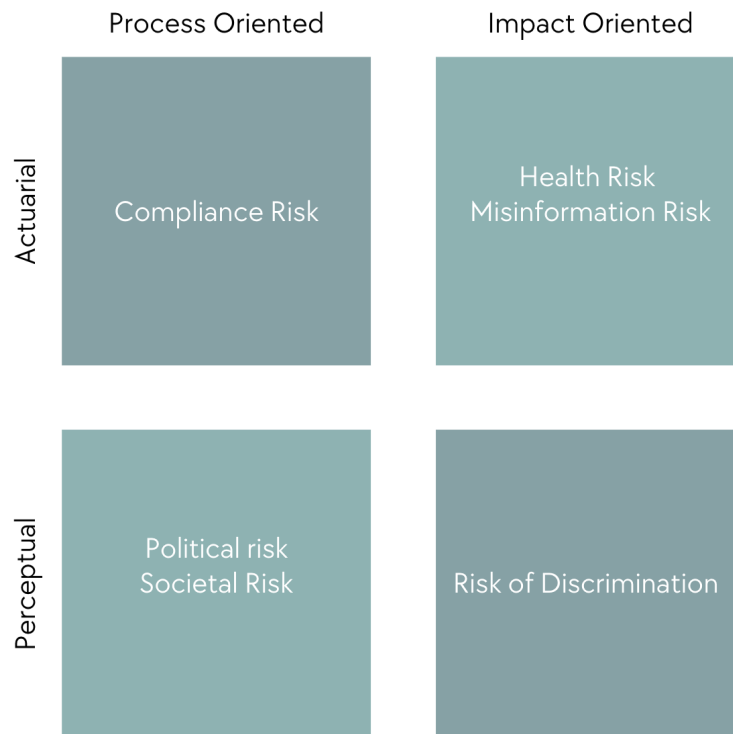 Process Oriented
Impact Oriented
Actuarial
Compliance Risk
Health Risk
Misinformation Risk
Perceptual
Political risk
Societal Risk
Risk of Discrimination